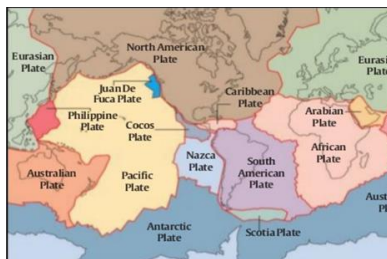 North American
Plate
Eurasian
Plate
Eurasi
Plate
Juan De
Fuca Plate
Caribbean
Plate
Philippine
Plate
Cocos
Plate
Arabian
Plate
African
Plate
Nazca
Plate
South
American
Plate
Australian
Plate
Pacific
Plate
Aust
Pl
Antarctic
Plate
Scotia Plate